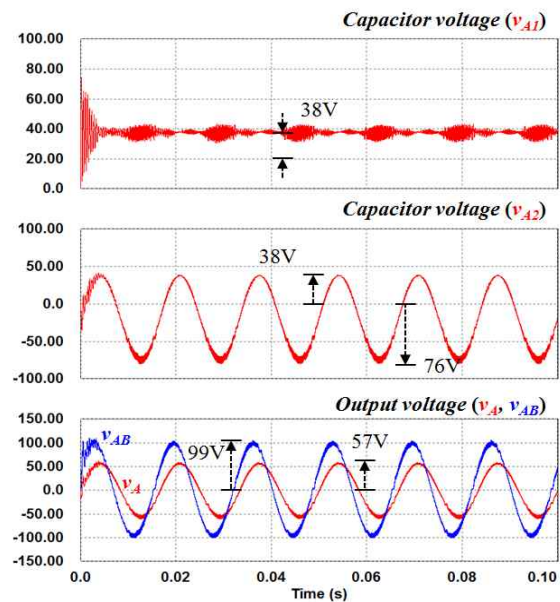 Capacitor voltage (vA1)
100.00
80.00
60.00
40.00
20.00
0.0
38V
Capacitor voltage (vA2)
100.00
50.00
0.0
-50.00
-100.00
38V
76V
Output voltage (vA, vAB)
150.00
100.00
50.00
0.0
-50.00
-100.00
-150.00
vAB
vA
99V
57V
0.0
0.02
0.04
0.06
0.08
0.10
Time (s)